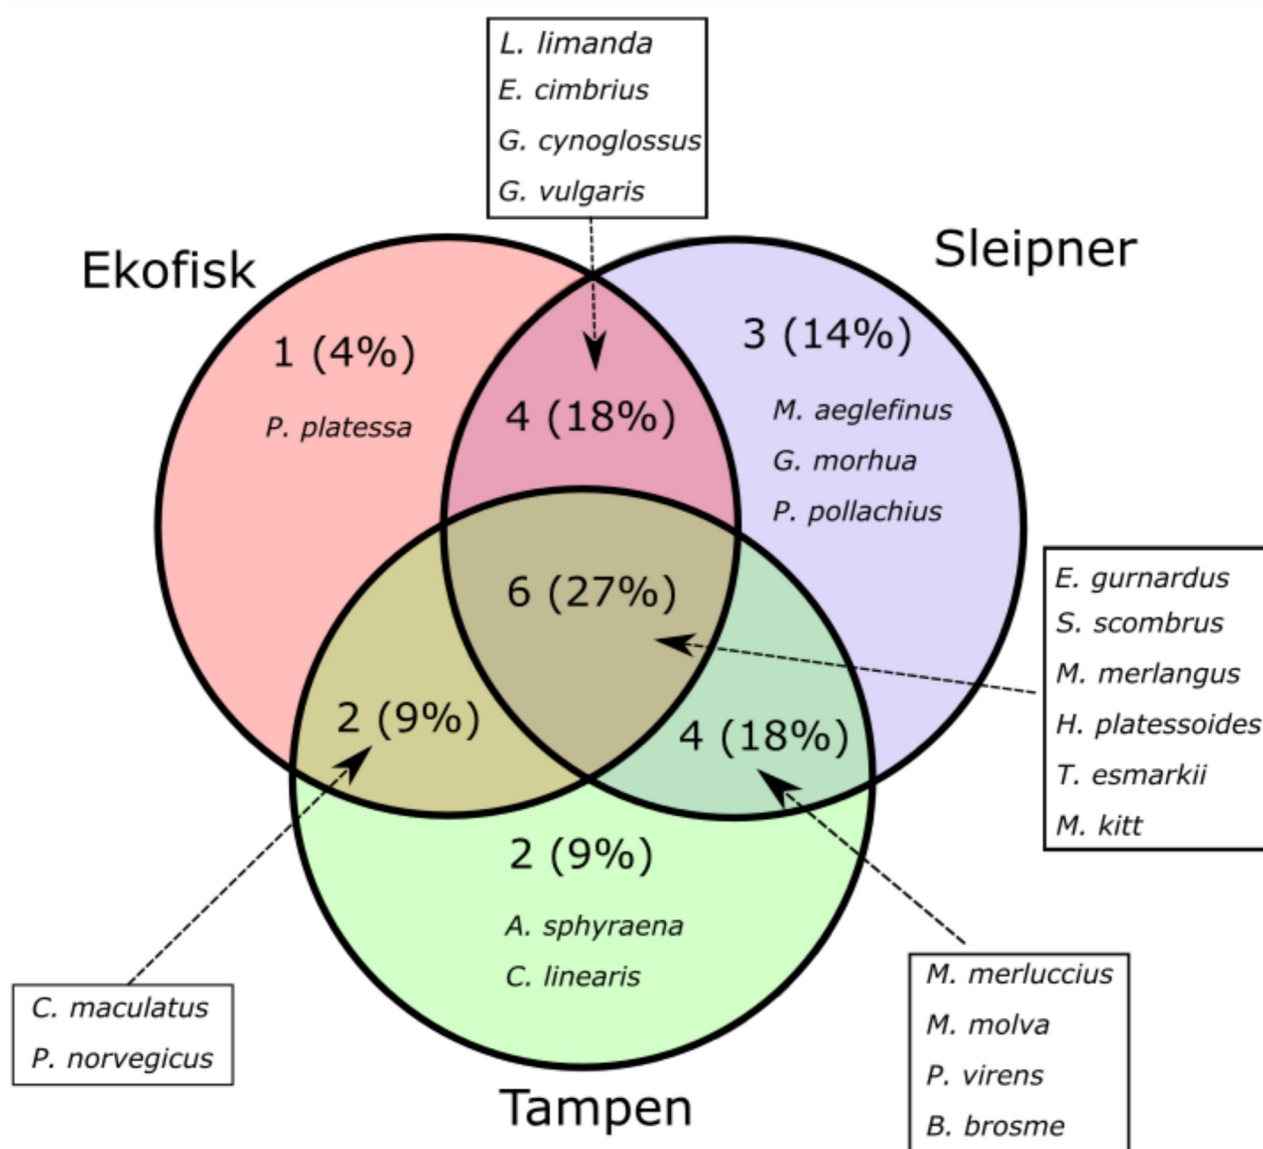 L. limanda
E. cimbrius
G. cynoglossus
G. vulgaris
Ekofisk
Sleipner
1 (4%)
P. platessa
4 (18%)
3 (14%)
M. aeglefinus
G. morhua
P. pollachius
6 (27%)
E. gurnardus
S. scombrus
M. merlangus
H. platessoides
T. esmarkii
M. kitt
2 (9%)
4 (18%)
2 (9%)
A. sphyraena
C. linearis
C. maculatus
P. norvegicus
M. merluccius
M. molva
P. virens
B. brosme
Tampen